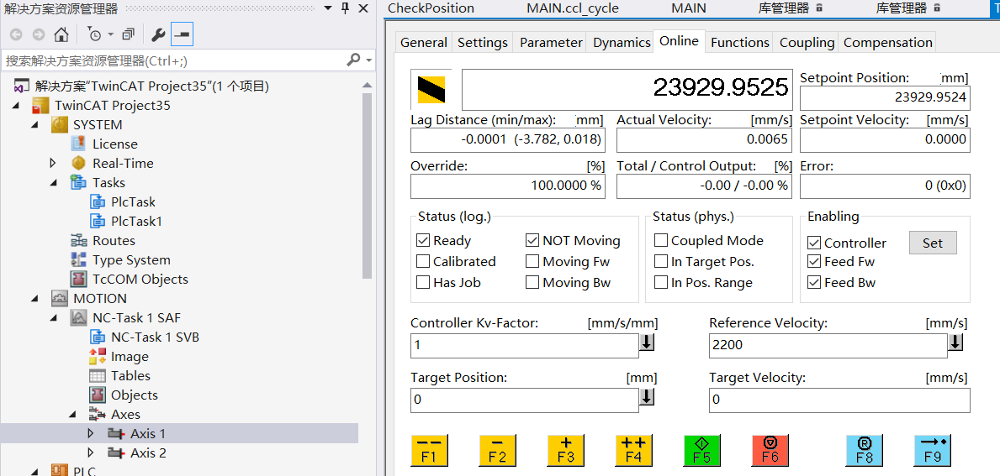 解决方案资源管理器
搜索解决方案资源管理器(Ctrl+;)
解决方案"TwinCAT Project35"(1 个项目)
TwinCAT Project35
SYSTEM
License
Real-Time
Tasks
PlcTask
PlcTask1
Routes
Type System
TcCOM Objects
MOTION
NC-Task 1 SAF
NC-Task 1 SVB
Image
Tables
Objects
Axes
Axis 1
Axis 2
PLC
CheckPosition MAIN.ccl_cycle MAIN 库管理器 库管理器 T
General Settings Parameter Dynamics Online Functions Coupling Compensation
23929.9525
Setpoint Position: mm]
23929.9524
Lag Distance (min/max): mm] Actual Velocity: [mm/s] Setpoint Velocity: [mm/s]
-0.0001 (-3.782, 0.018) 0.0065 0.0000
Override: [%] Total / Control Output: [%] Error:
100.0000 % -0.00 / -0.00 % 0 (0x0)
Status (log.) Status (phys.) Enabling
Ready NOT Moving Coupled Mode Controller Set
Calibrated Moving Fw In Target Pos. Feed Fw
Has Job Moving Bw In Pos. Range Feed Bw
Controller Kv-Factor: [mm/s/mm] Reference Velocity: [mm/s]
1 2200
Target Position: [mm] Target Velocity: [mm/s]
0 0
-- - + ++ I R
F1 F2 F3 F4 F5 F6 F8 F9